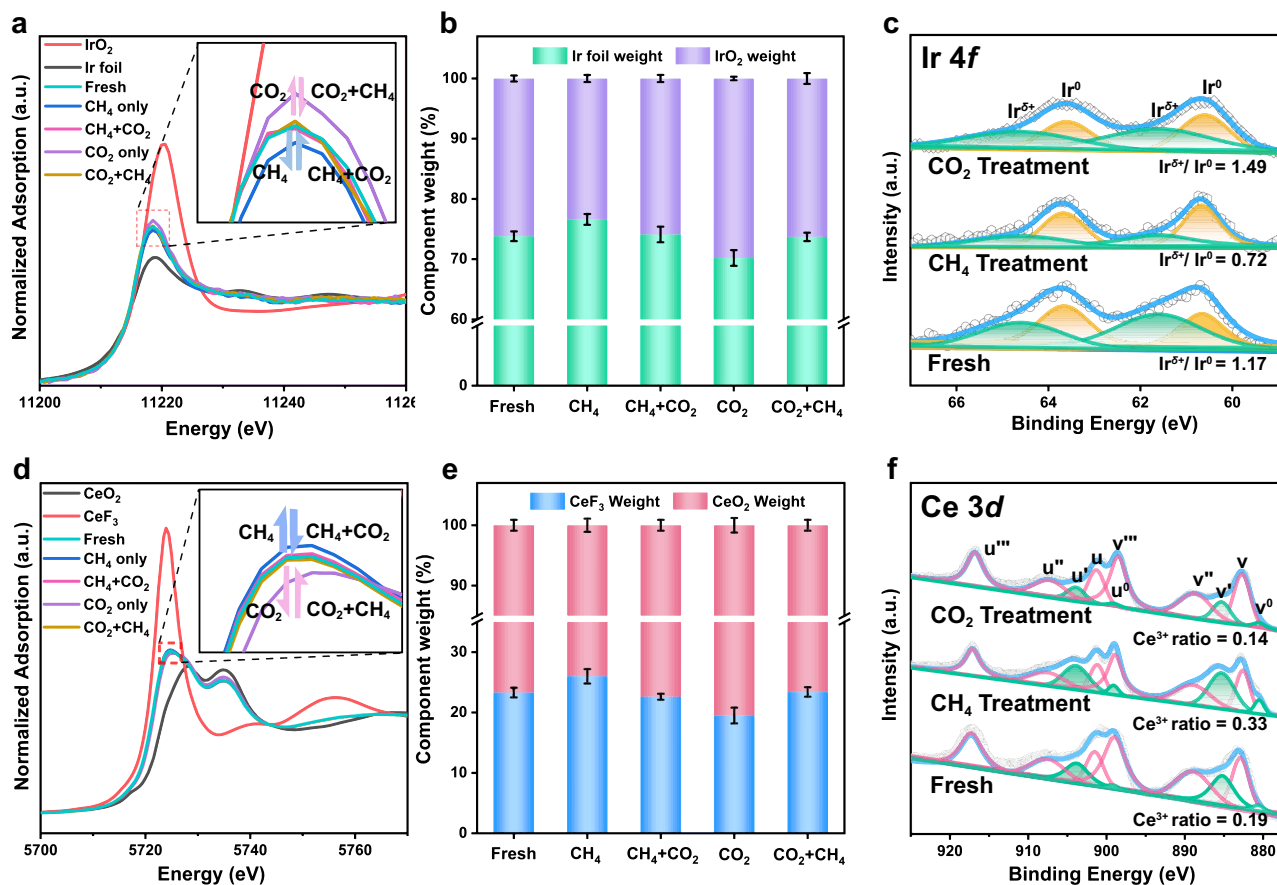 a
IrO₂
Ir foil
Fresh
CH₄ only
CH₄+CO₂
CO₂ only
CO₂+CH₄
CO₂
CO₂+CH₄
CH₄
CH₄+CO₂
Normalized Adsorption (a.u.)
11200
11220
11240
1126
Energy (eV)
b
Ir foil weight
IrO₂ weight
Component weight (%)
100
90
80
70
60
0
Fresh
CH₄
CH₄+CO₂
CO₂
CO₂+CH₄
c
Ir 4f
Irδ⁺
Ir⁰
Irδ⁺
Ir⁰
CO₂ Treatment
Irδ⁺/ Ir⁰ = 1.49
CH₄ Treatment
Irδ⁺/ Ir⁰ = 0.72
Fresh
Irδ⁺/ Ir⁰ = 1.17
Intensity (a.u.)
66
64
62
60
Binding Energy (eV)
d
CeO₂
CeF₃
Fresh
CH₄ only
CH₄+CO₂
CO₂ only
CO₂+CH₄
CH₄
CH₄+CO₂
CO₂
CO₂+CH₄
Normalized Adsorption (a.u.)
5700
5720
5740
5760
Energy (eV)
e
CeF₃ Weight
CeO₂ Weight
Component weight (%)
100
90
30
20
10
0
Fresh
CH₄
CH₄+CO₂
CO₂
CO₂+CH₄
f
Ce 3d
u'''
u''
u'
u
v'''
u⁰
v''
v'
v
v⁰
CO₂ Treatment
Ce³⁺ ratio = 0.14
CH₄ Treatment
Ce³⁺ ratio = 0.33
Fresh
Ce³⁺ ratio = 0.19
Intensity (a.u.)
920
910
900
890
880
Binding Energy (eV)